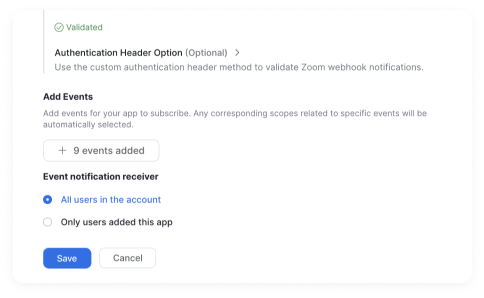 Validated
Authentication Header Option (Optional) >
Use the custom authentication header method to validate Zoom webhook notifications.
Add Events
Add events for your app to subscribe. Any corresponding scopes related to specific events will be
automatically selected.
+ 9 events added
Event notification receiver
All users in the account
Only users added this app
Save Cancel